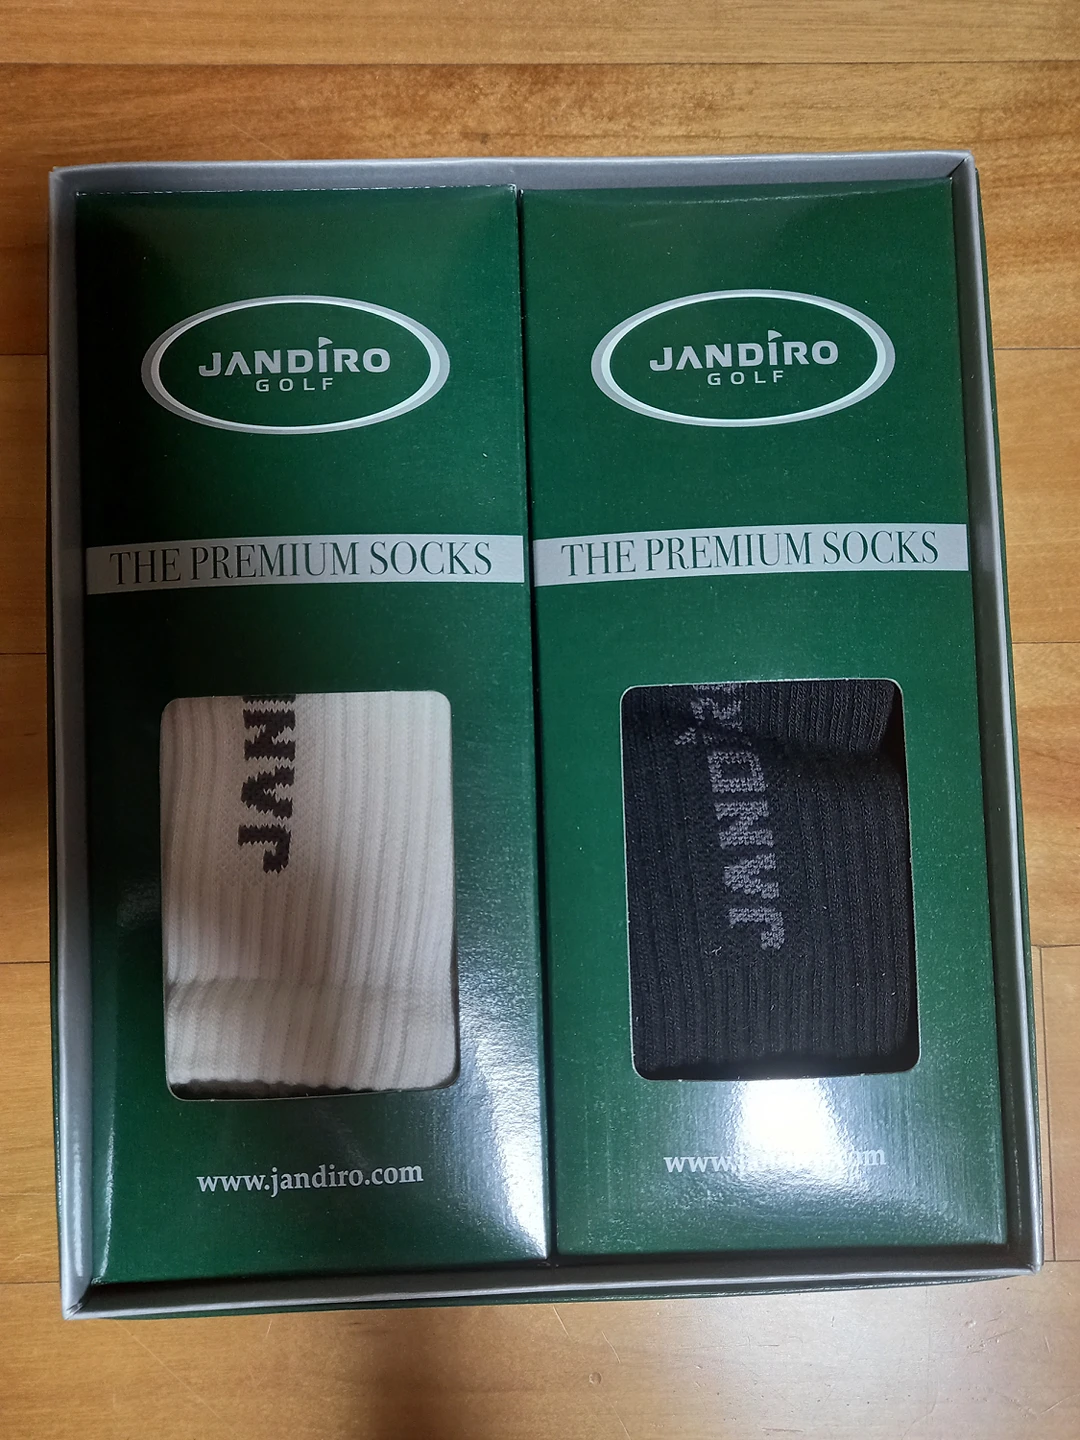 JANDIRO
GOLF
THE PREMIUM SOCKS
www.jandiro.com
JANDIRO
GOLF
THE PREMIUM SOCKS